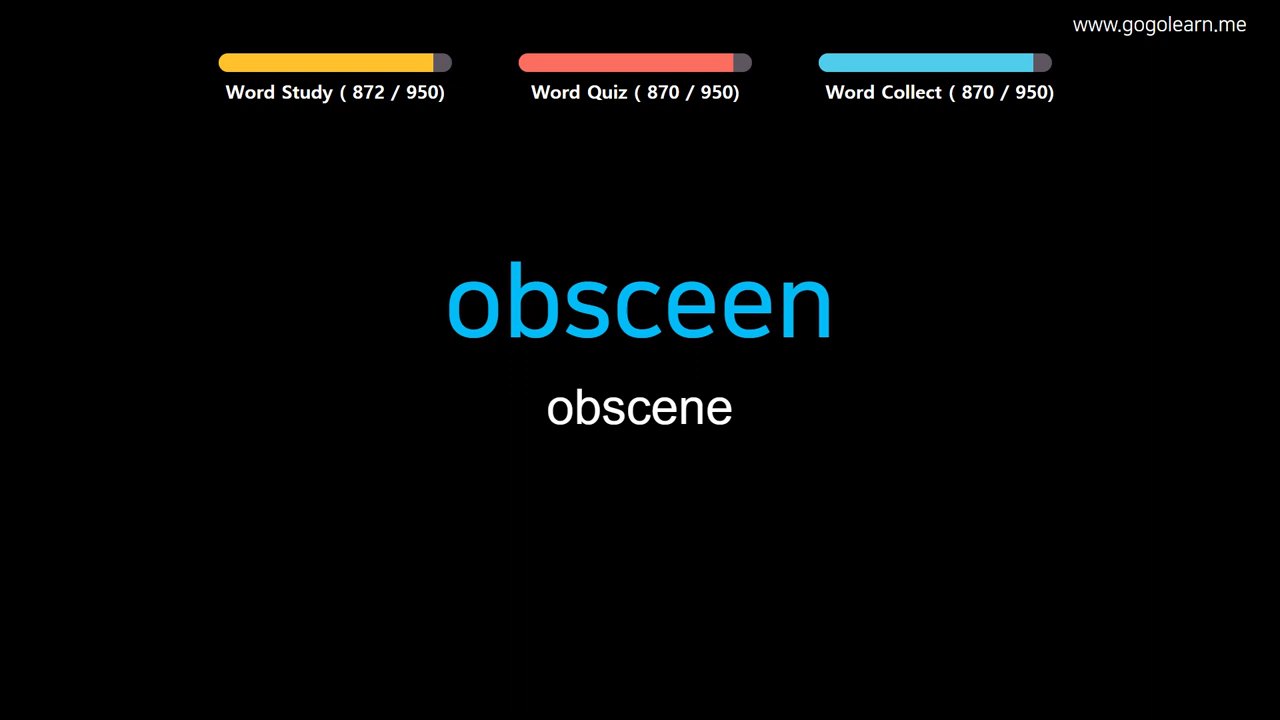 www.gogolearn.me
Word Study ( 872 / 950)
Word Quiz ( 870 / 950)
Word Collect ( 870 / 950)
obsceen
obscene